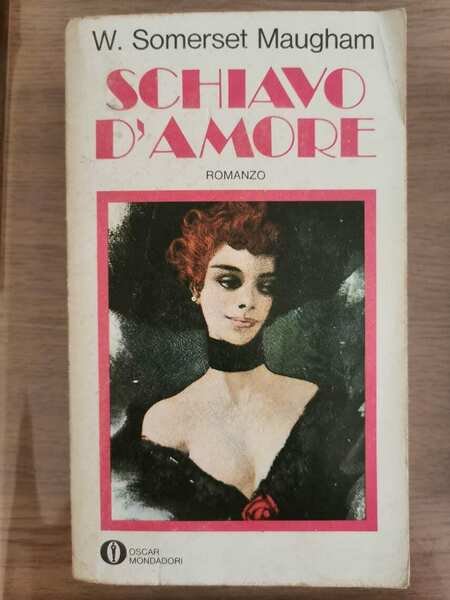 W. Somerset Maugham
SCHIAVO
D'AMORE
ROMANZO
OSCAR
MONDADORI